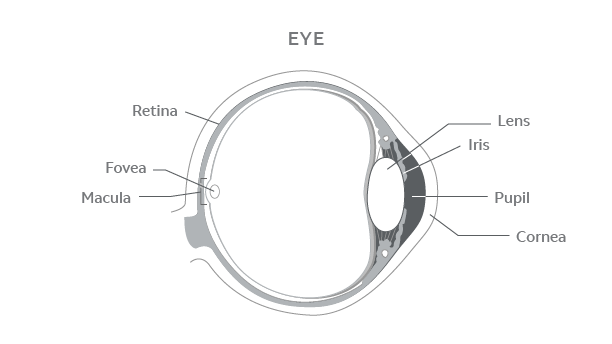 EYE
Retina
Fovea
Macula
Lens
Iris
Pupil
Cornea